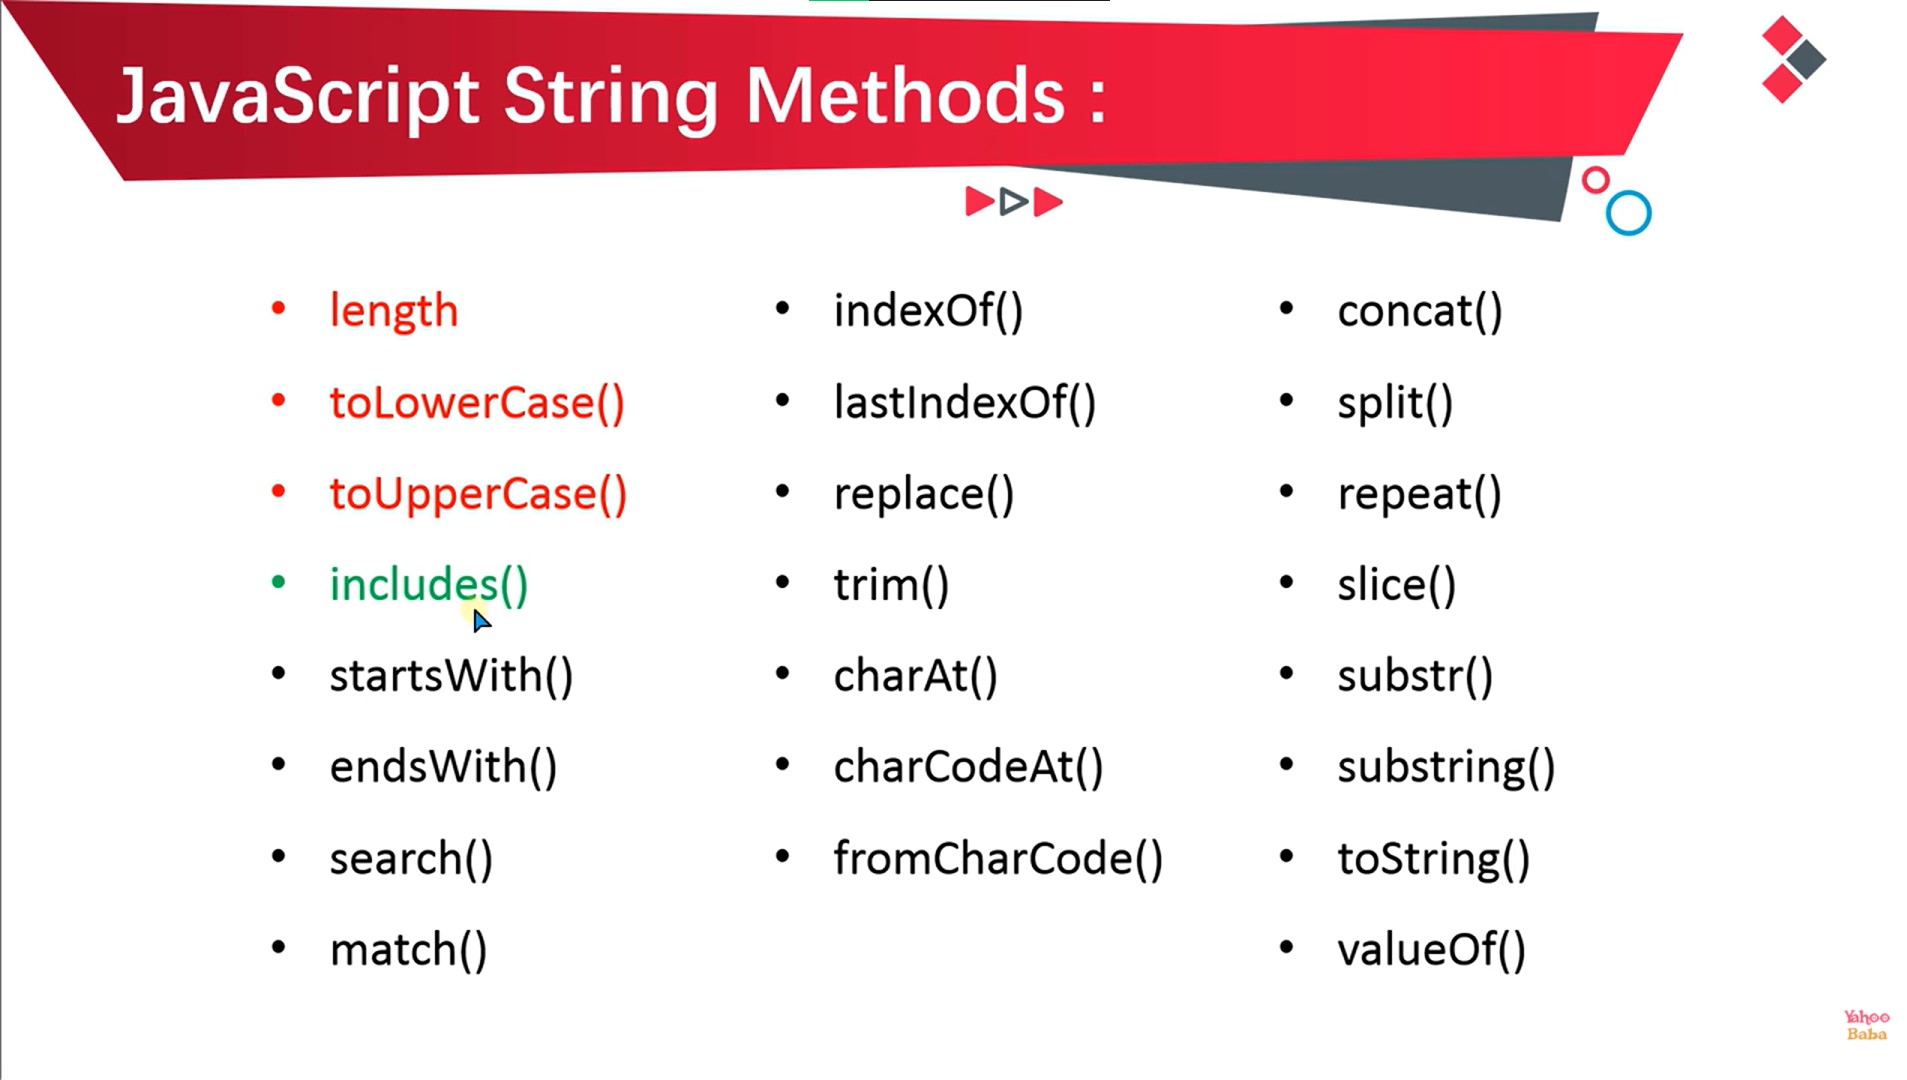 JavaScript String Methods :
• length
• toLowerCase()
• toUpperCase()
• includes()
• startsWith()
• endsWith()
• search()
• match()
• indexOf()
• lastIndexOf()
• replace()
• trim()
• charAt()
• charCodeAt()
• fromCharCode()
• concat()
• split()
• repeat()
• slice()
• substr()
• substring()
• toString()
• valueOf()
Yahoo
Baba